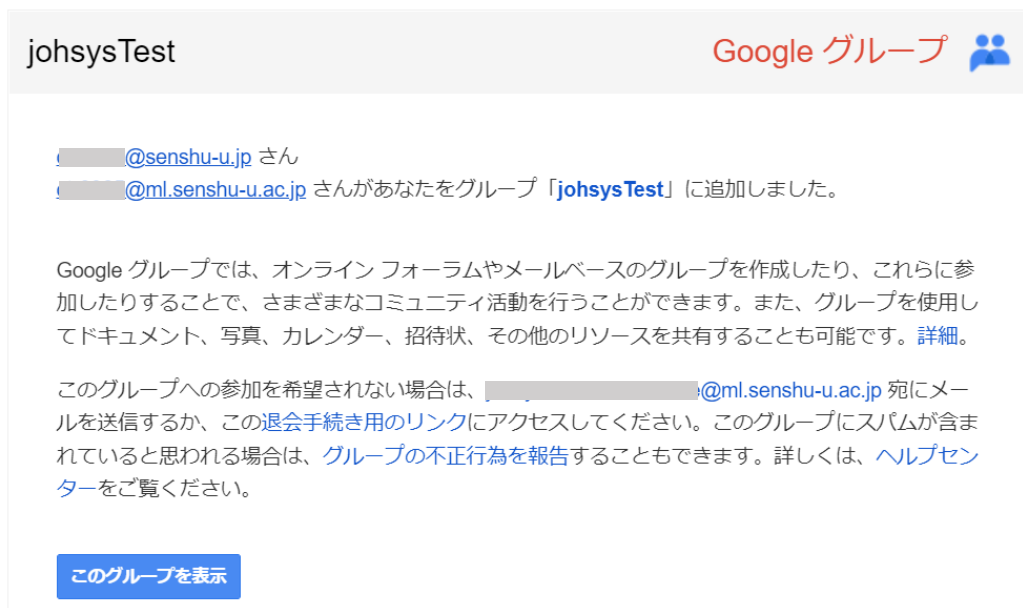 johsysTest
Google グループ
@senshu-u.jp さん
@ml.senshu-u.ac.jp さんがあなたをグループ「johsysTest」に追加しました。
Google グループでは、オンライン フォーラムやメールベースのグループを作成したり、これらに参
加したりすることで、さまざまなコミュニティ活動を行うことができます。また、グループを使用し
てドキュメント、写真、カレンダー、招待状、その他のリソースを共有することも可能です。詳細。
このグループへの参加を希望されない場合は、@ml.senshu-u.ac.jp 宛にメー
ルを送信するか、この退会手続き用のリンクにアクセスしてください。このグループにスパムが含ま
れていると思われる場合は、グループの不正行為を報告することもできます。詳しくは、ヘルプセン
ターをご覧ください。
このグループを表示